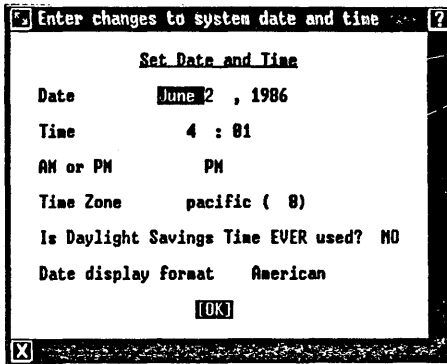 Enter changes to system date and time ?
Set Date and Time
Date June 2 , 1986
Time 4 : 01
AM or PM PM
Time Zone pacific ( 8)
Is Daylight Savings Time EVER used? NO
Date display format American
[OK]
X